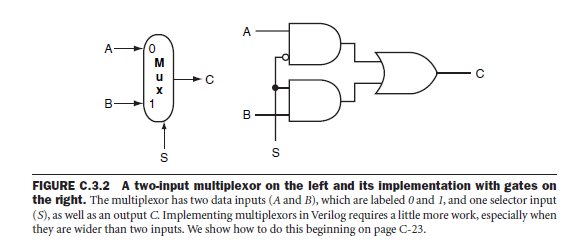 A
0
M
u
x
C
B
1
S
A
C
B
S
FIGURE C.3.2 A two-input multiplexor on the left and its implementation with gates on
the right. The multiplexor has two data inputs (A and B), which are labeled 0 and 1, and one selector input
(S), as well as an output C. Implementing multiplexors in Verilog requires a little more work, especially when
they are wider than two inputs. We show how to do this beginning on page C-23.